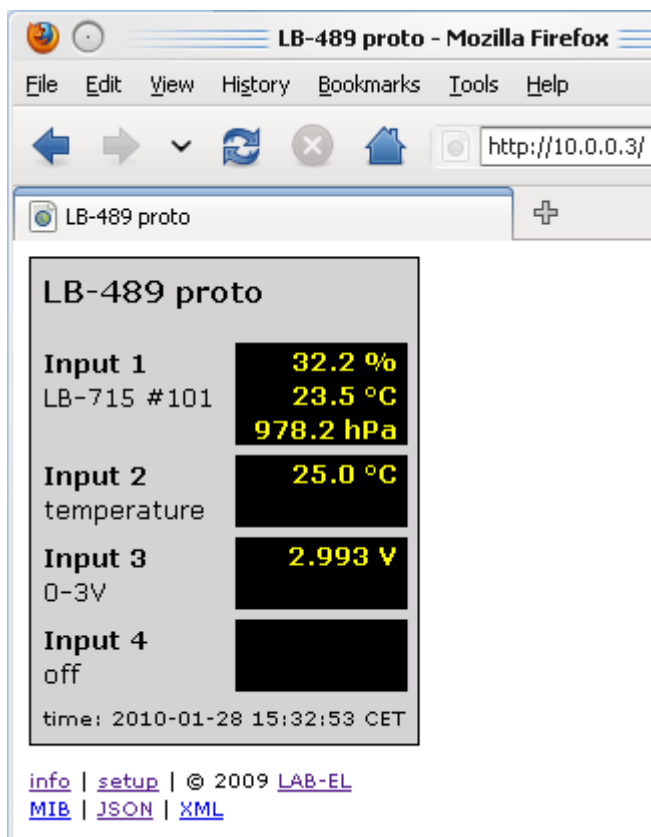 LB-489 proto - Mozilla Firefox
File Edit View History Bookmarks Tools Help
http://10.0.0.3/
LB-489 proto
LB-489 proto
Input 1 32.2 %
LB-715 #101 23.5 °C
978.2 hPa
Input 2 25.0 °C
temperature
Input 3 2.993 V
0-3V
Input 4
off
time: 2010-01-28 15:32:53 CET
info | setup | © 2009 LAB-EL
MIB | JSON | XML